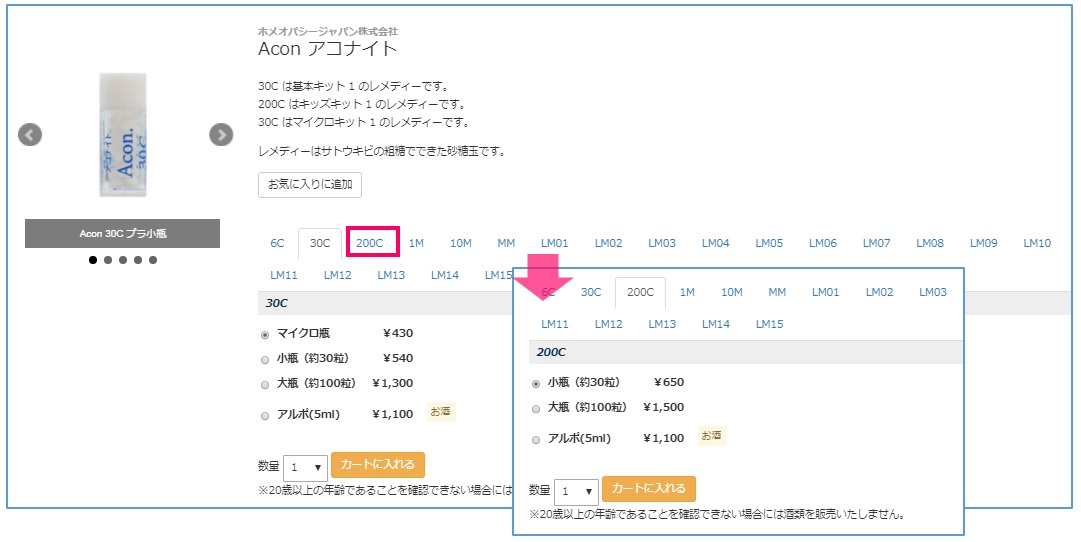 ホメオパシージャパン株式会社
Acon アコナイト
30C は基本キット 1 のレメディーです。
200C はキッズキット 1 のレメディーです。
30C はマイクロキット 1 のレメディーです。
レメディーはサトウキビの粗糖でできた砂糖玉です。
お気に入りに追加
Acon.
30C
Acon 30C プラ小瓶
6C 30C 200C 1M 10M MM LM01 LM02 LM03 LM04 LM05 LM06 LM07 LM08 LM09 LM10
LM11 LM12 LM13 LM14 LM15
30C
マイクロ瓶 ¥430
小瓶（約30粒） ¥540
大瓶（約100粒） ¥1,300
アルポ(5ml) ¥1,100 お酒
数量 1 カートに入れる
※20歳以上の年齢であることを確認できない場合には
6C 30C 200C 1M 10M MM LM01 LM02 LM03
LM11 LM12 LM13 LM14 LM15
200C
小瓶（約30粒） ¥650
大瓶（約100粒） ¥1,500
アルポ(5ml) ¥1,100 お酒
数量 1 カートに入れる
※20歳以上の年齢であることを確認できない場合には酒類を販売いたしません。